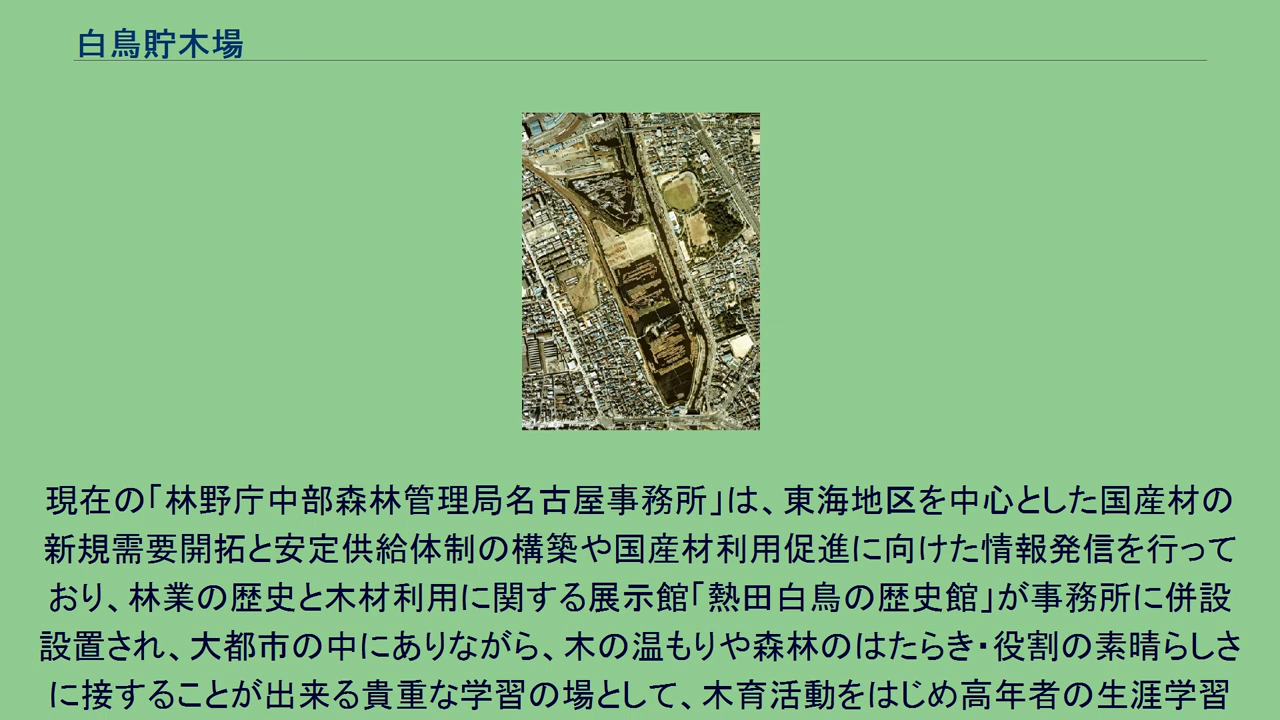 白鳥貯木場
現在の「林野庁中部森林管理局名古屋事務所」は、東海地区を中心とした国産材の
新規需要開拓と安定供給体制の構築や国産材利用促進に向けた情報発信を行って
おり、林業の歴史と木材利用に関する展示館「熱田白鳥の歴史館」が事務所に併設
設置され、大都市の中にありながら、木の温もりや森林のはたらき・役割の素晴らしさ
に接することが出来る貴重な学習の場として、木育活動をはじめ高年者の生涯学習